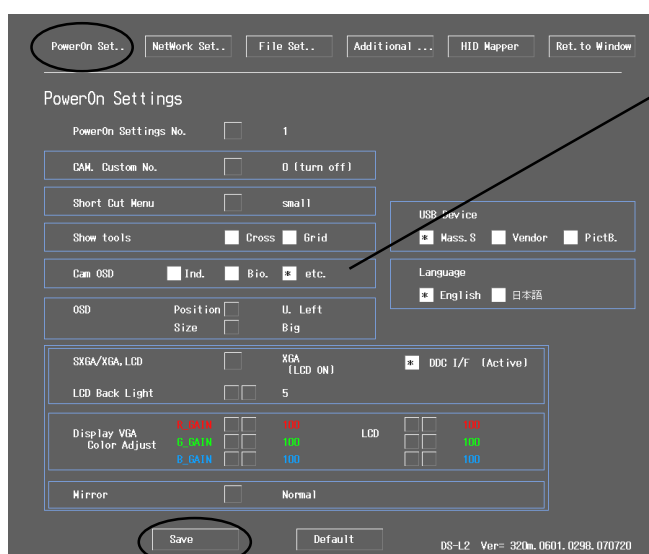 PowerOn Set.. NetWork Set.. File Set.. Additional ... HID Mapper Ret.to Window
PowerOn Settings
PowerOn Settings No. 1
CAM. Custom No. 0 (turn off)
Short Cut Menu small
USB Device
Show tools Cross Grid
* Mass.S Vendor PictB.
Cam OSD Ind. Bio. * etc.
Language
* English 日本語
OSD Position U. Left
Size Big
SXGA/XGA,LCD XGA * DDC I/F (Active)
(LCD ON)
LCD Back Light 5
R_GAIN 100 100
Display VGA LCD
Color Adjust G_GAIN 100 100
B_GAIN 100 100
Mirror Normal
Save Default
DS-L2 Ver= 320m.0601.0298.070720